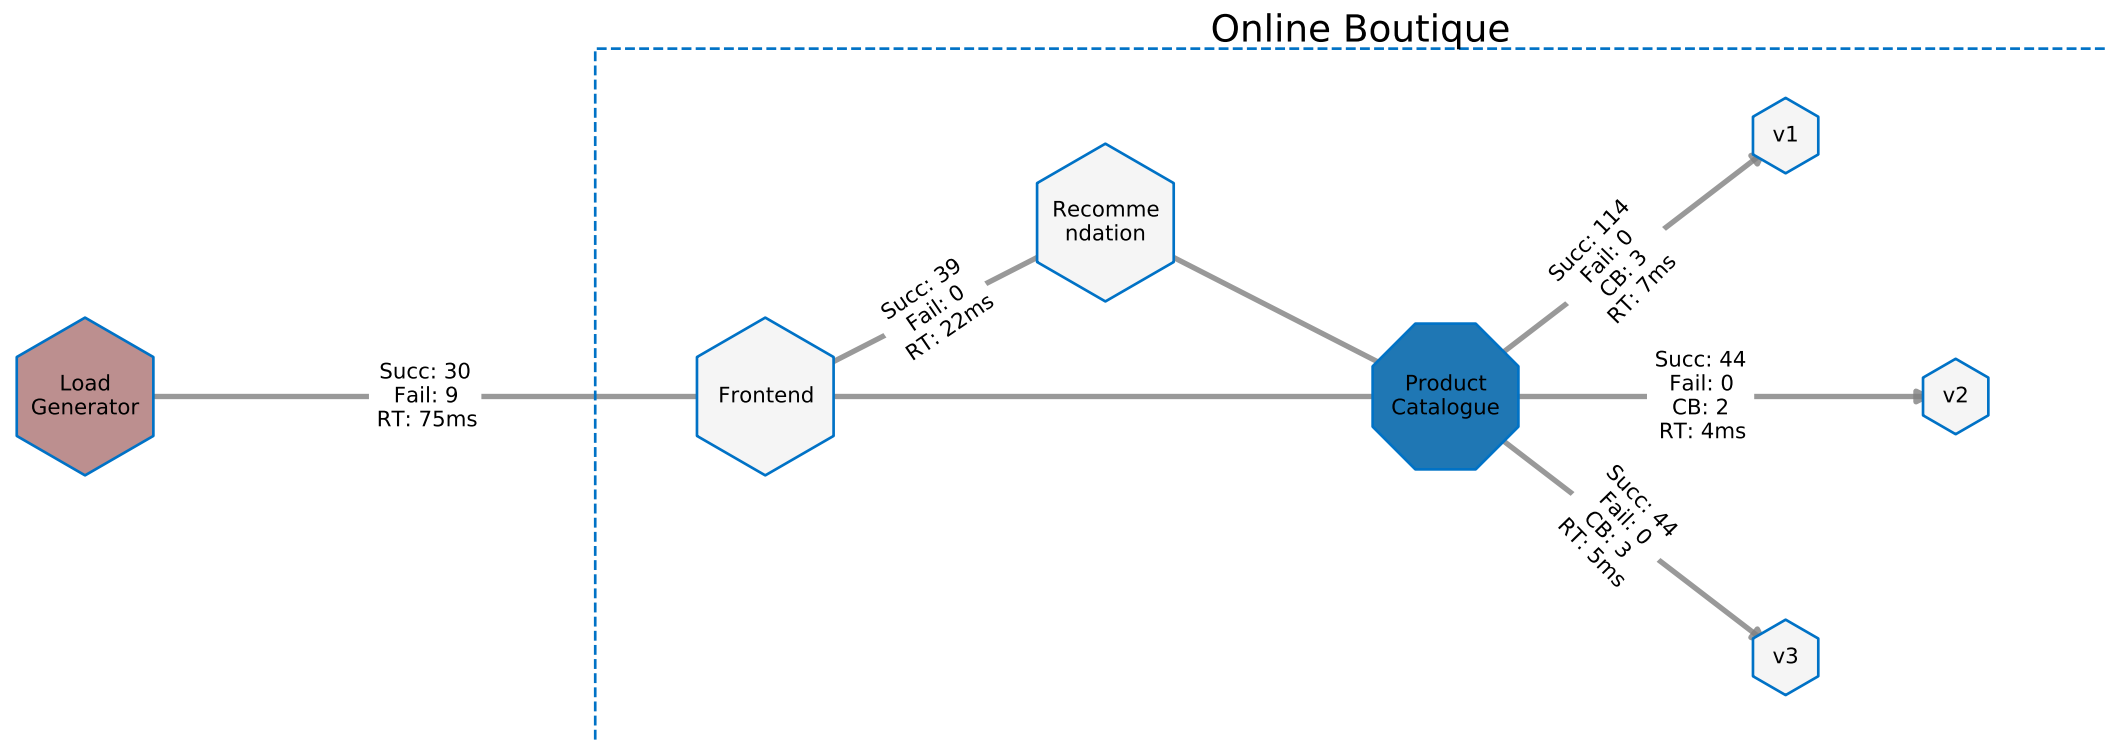 Online Boutique
Load
Generator
Succ: 30
Fail: 9
RT: 75ms
Frontend
Succ: 39
Fail: 0
RT: 22ms
Recomme
ndation
Product
Catalogue
Succ: 114
Fail: 0
CB: 3
RT: 7ms
v1
Succ: 44
Fail: 0
CB: 2
RT: 4ms
v2
Succ: 44
Fail: 0
CB: 3
RT: 5ms
v3